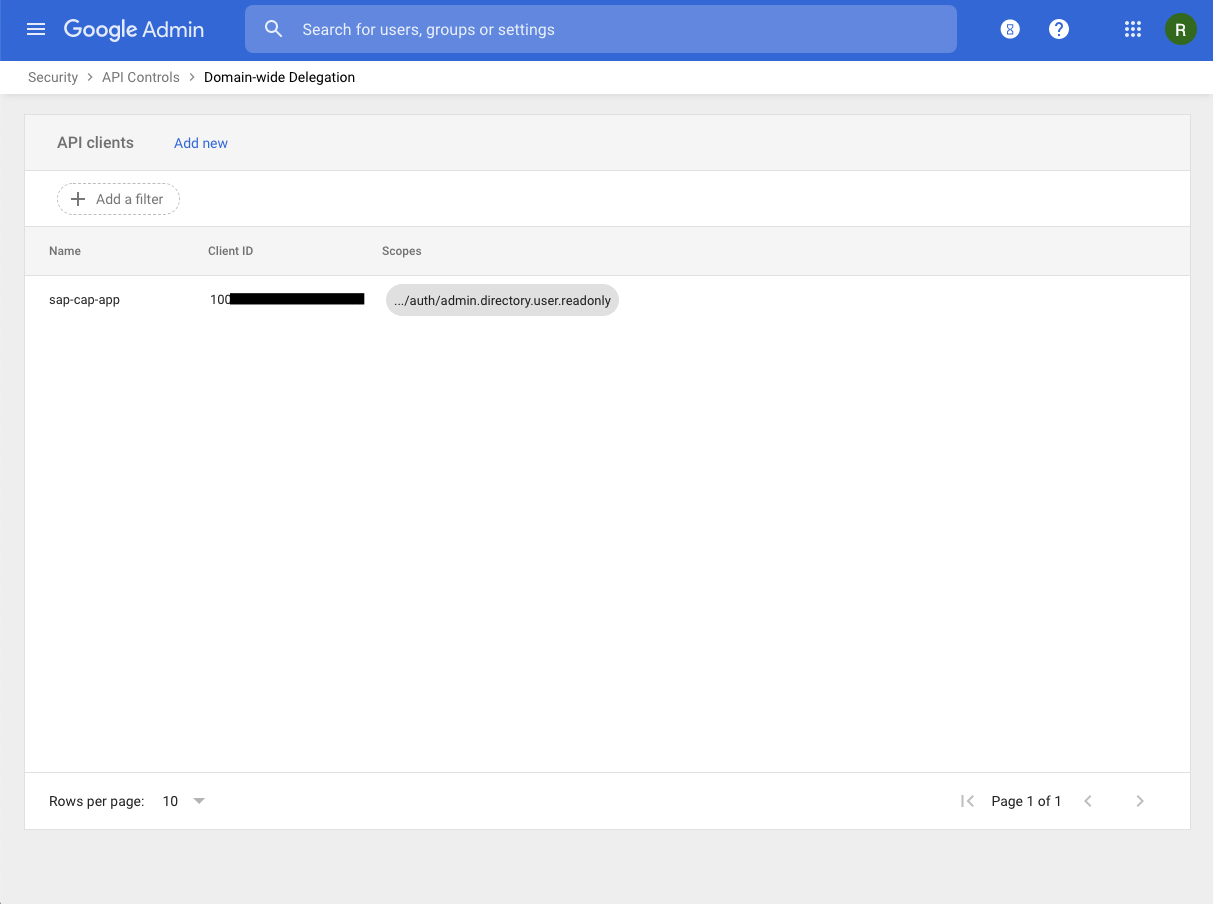 Google Admin
Search for users, groups or settings
R
Security > API Controls > Domain-wide Delegation
API clients Add new
Add a filter
Name Client ID Scopes
sap-cap-app 100 .../auth/admin.directory.user.readonly
Rows per page: 10 Page 1 of 1